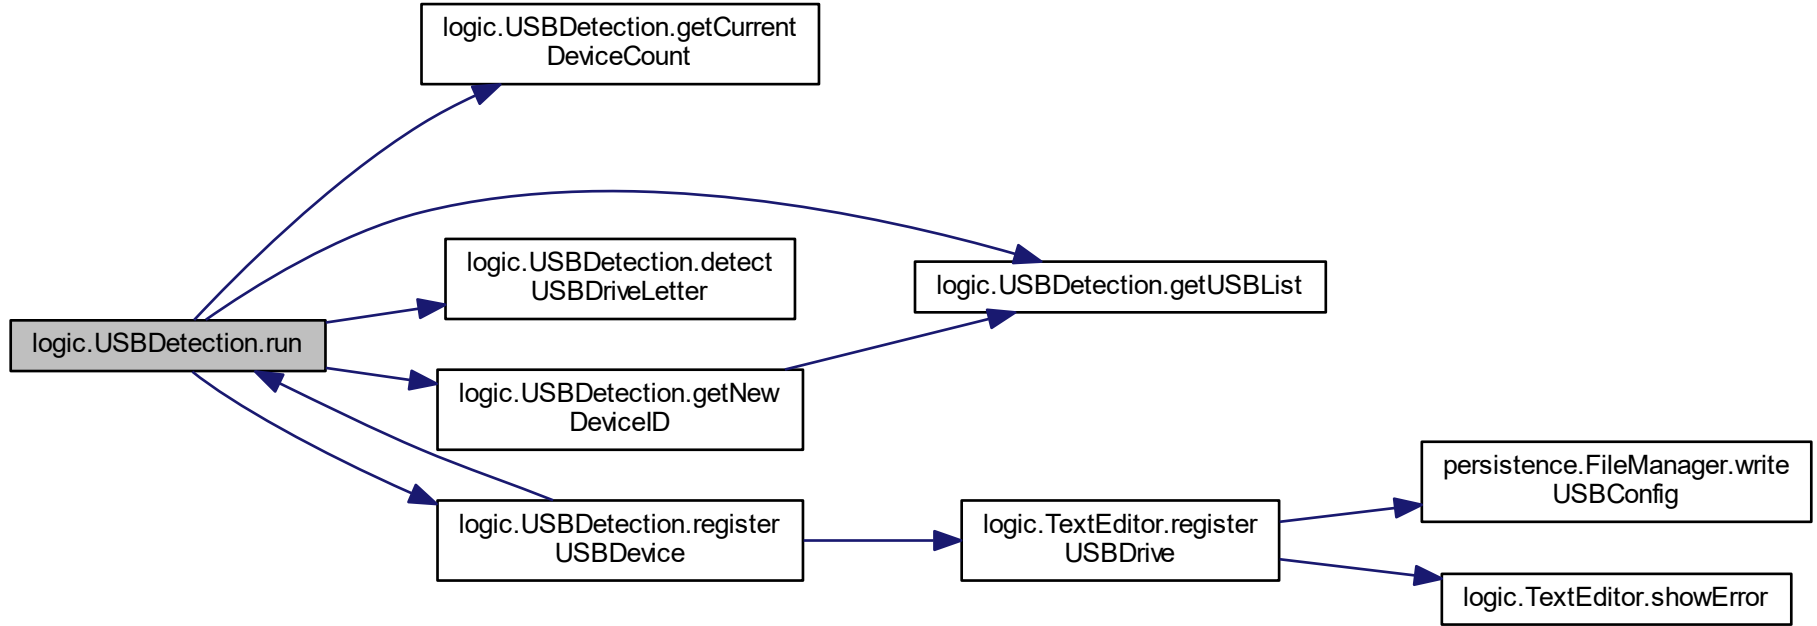 logic.USBDetection.getCurrent
DeviceCount
logic.USBDetection.detect
USBDriveLetter
logic.USBDetection.getUSBList
logic.USBDetection.run
logic.USBDetection.getNew
DeviceID
logic.USBDetection.register
USBDevice
logic.TextEditor.register
USBDrive
persistence.FileManager.write
USBConfig
logic.TextEditor.showError